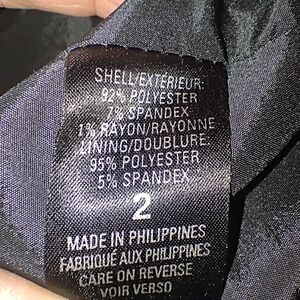 SHELL/EXTÉRIEUR:
92% POLYESTER
7% SPANDEX
1% RAYON/RAYONNE
LINING/DOUBLURE:
95% POLYESTER
5% SPANDEX
2
MADE IN PHILIPPINES
FABRIQUÉ AUX PHILIPPINES
CARE ON REVERSE
VOIR VERSO